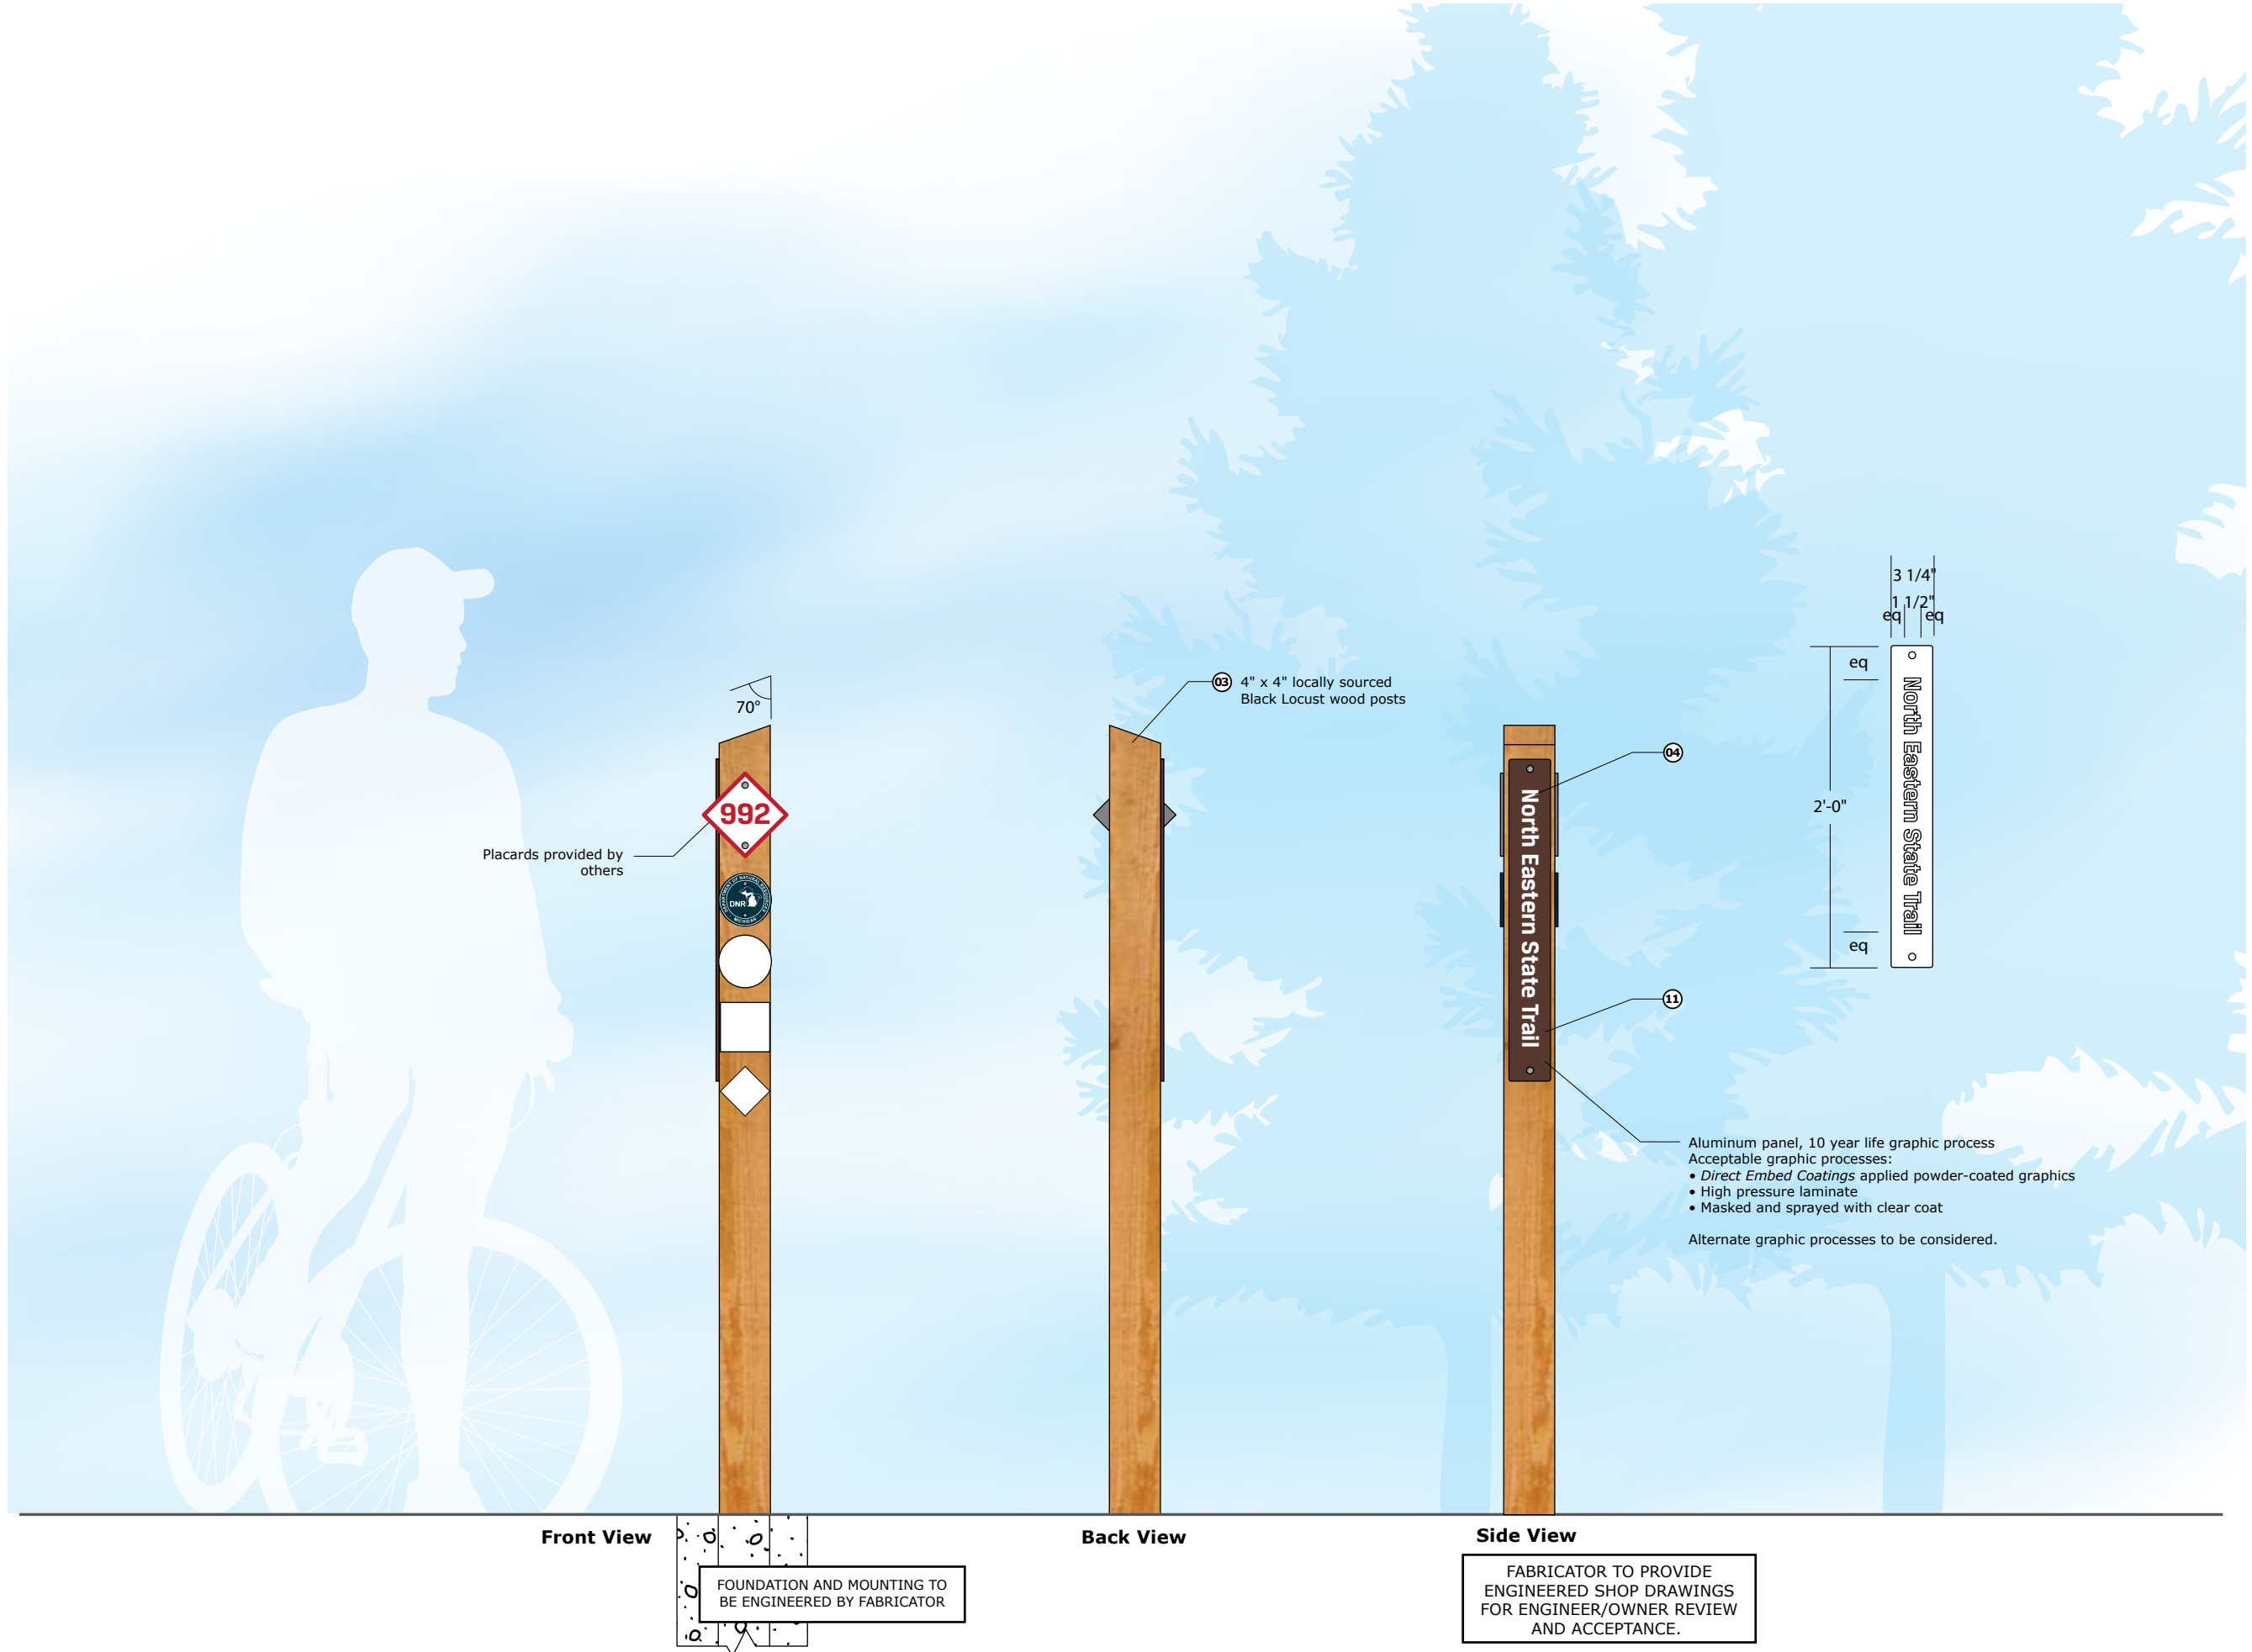 3 1/4"
1 1/2"
eq
eq
eq
2'-0"
eq
North Eastern State Trail
70°
03
4" x 4" locally sourced
Black Locust wood posts
04
992
Placards provided by
others
DEPARTMENT OF NATURAL RESOURCES
DNR
MICHIGAN
North Eastern State Trail
11
Aluminum panel, 10 year life graphic process
Acceptable graphic processes:
• Direct Embed Coatings applied powder-coated graphics
• High pressure laminate
• Masked and sprayed with clear coat
Alternate graphic processes to be considered.
Front View
Back View
Side View
FOUNDATION AND MOUNTING TO
BE ENGINEERED BY FABRICATOR
FABRICATOR TO PROVIDE
ENGINEERED SHOP DRAWINGS
FOR ENGINEER/OWNER REVIEW
AND ACCEPTANCE.